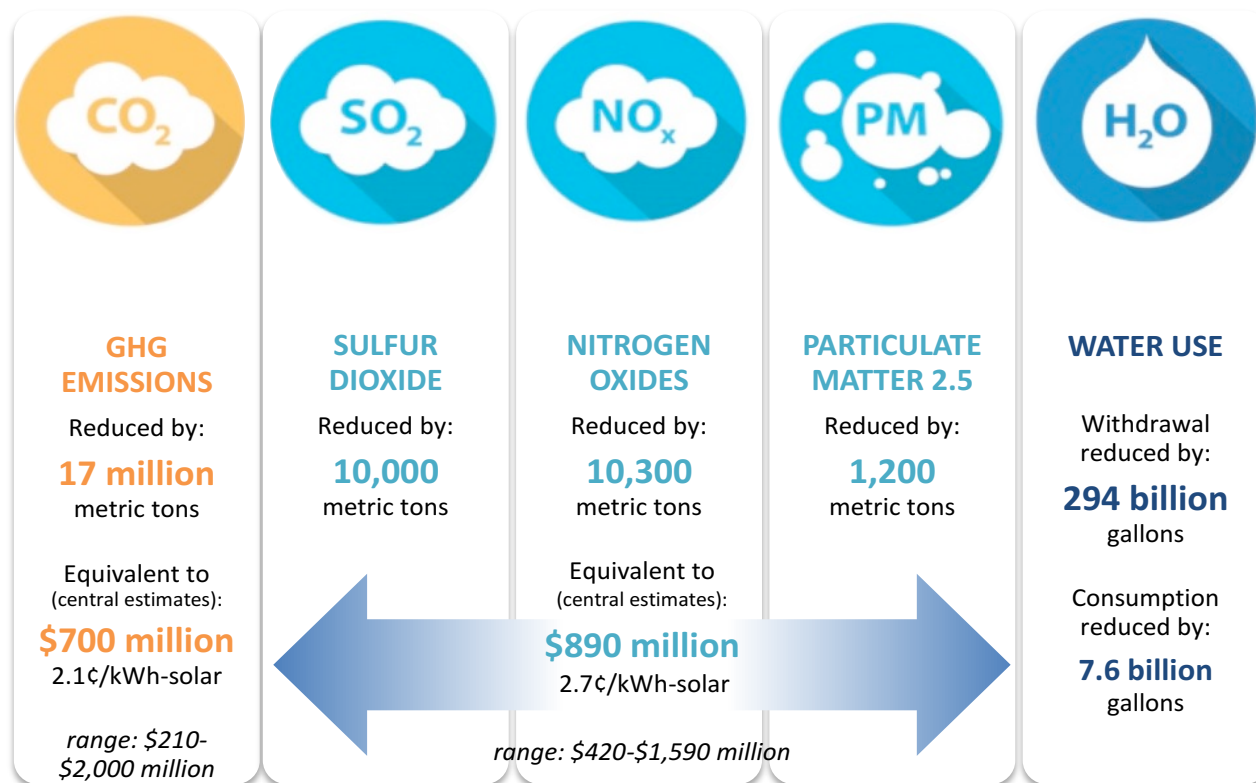 CO2
GHG
EMISSIONS
Reduced by:
17 million
metric tons
Equivalent to
(central estimates):
$700 million
2.1¢/kWh-solar
range: $210-
$2,000 million
SO2
SULFUR
DIOXIDE
Reduced by:
10,000
metric tons
NOx
NITROGEN
OXIDES
Reduced by:
10,300
metric tons
Equivalent to
(central estimates):
$890 million
2.7¢/kWh-solar
range: $420-$1,590 million
PM
PARTICULATE
MATTER 2.5
Reduced by:
1,200
metric tons
H2O
WATER USE
Withdrawal
reduced by:
294 billion
gallons
Consumption
reduced by:
7.6 billion
gallons